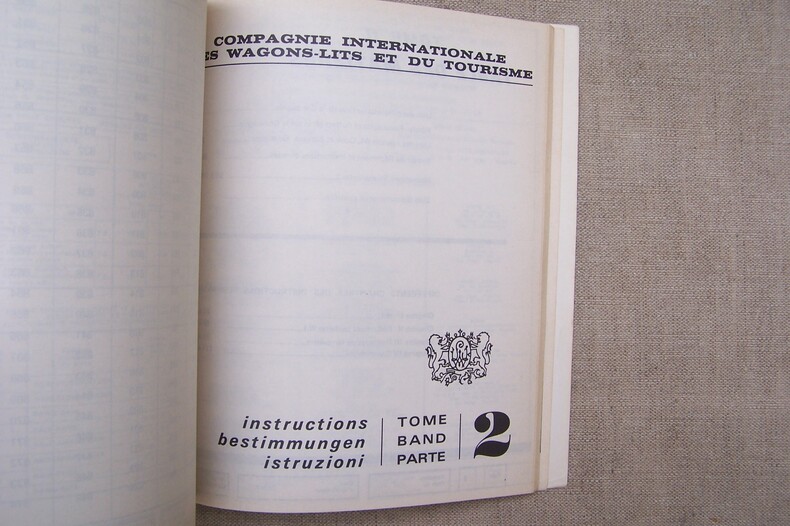 COMPAGNIE INTERNATIONALE
ES WAGONS-LITS ET DU TOURISME
instructions
bestimmungen
istruzioni
TOME
BAND
PARTE
2